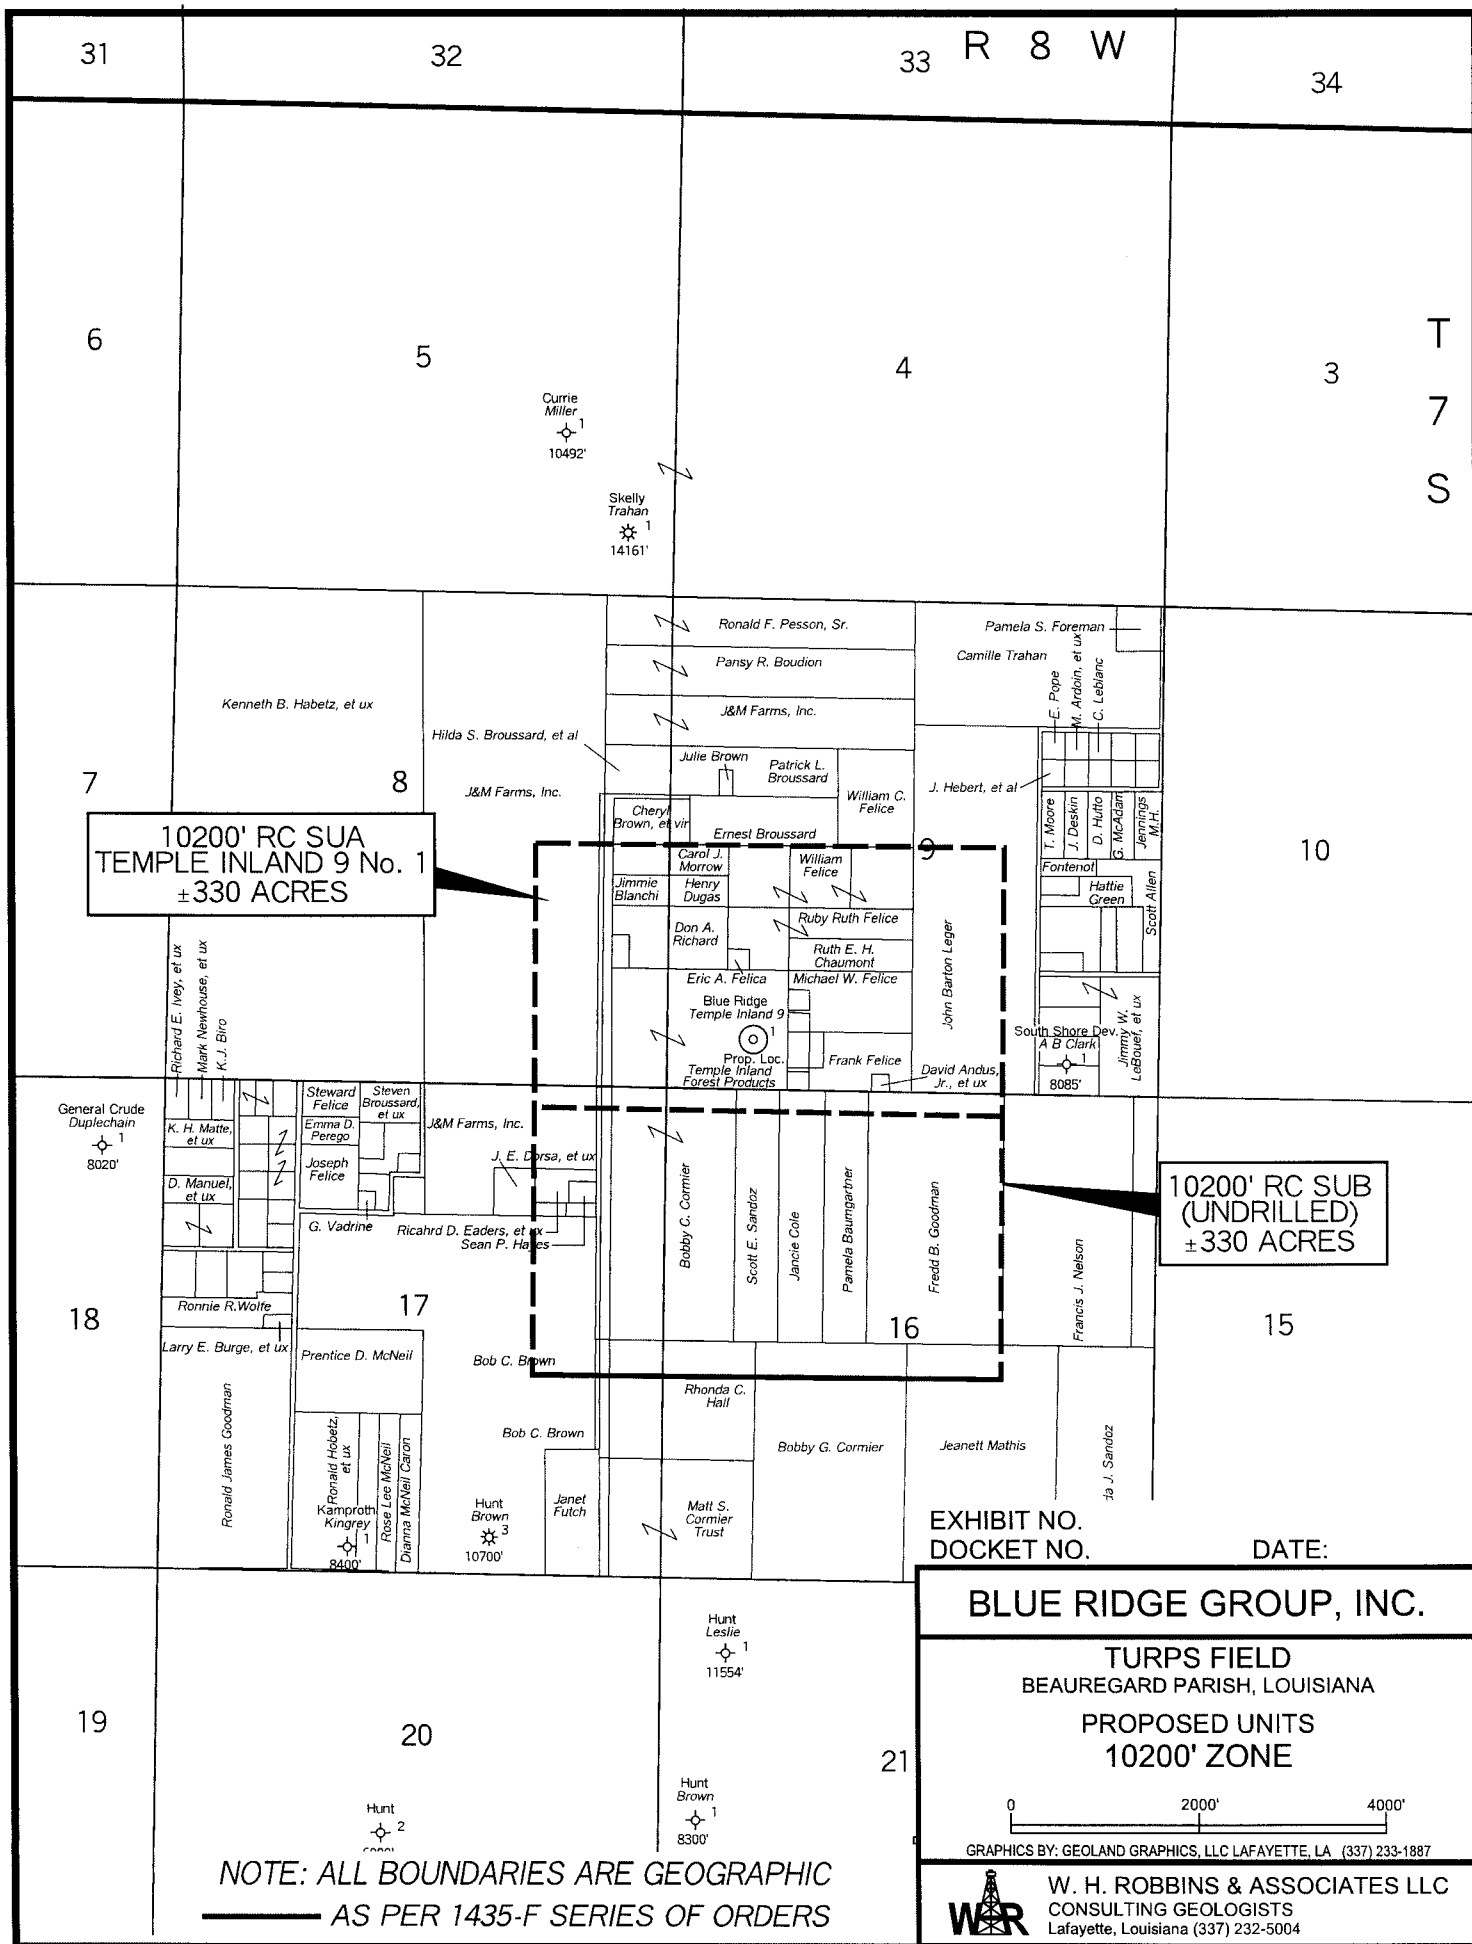 31
32
33
R 8 W
34
6
5
4
3
T
7
S
Currie
Miller
1
10492'
Skelly
Trahan
1
14161'
Ronald F. Pesson, Sr.
Pamela S. Foreman
Pansy R. Boudion
Camille Trahan
E. Pope
M. Ardoin, et ux
C. Leblanc
Kenneth B. Habetz, et ux
J&M Farms, Inc.
Hilda S. Broussard, et al
Julie Brown
Patrick L.
Broussard
7
8
J&M Farms, Inc.
William C.
Felice
J. Hebert, et al
Cheryl
Brown, et vir
Ernest Broussard
T. Moore
J. Deskin
D. Hutto
G. McAdam
Jennings
M.H.
10200' RC SUA
TEMPLE INLAND 9 No. 1
±330 ACRES
9
10
Carol J.
Morrow
William
Felice
Fontenot
Jimmie
Blanchi
Henry
Dugas
Hattie
Green
Scott Allen
Ruby Ruth Felice
Don A.
Richard
Ruth E. H.
Chaumont
John Barton Leger
Eric A. Felica
Michael W. Felice
Blue Ridge
Temple Inland 9
1
Prop. Loc.
Temple Inland
Forest Products
Frank Felice
David Andus,
Jr., et ux
South Shore Dev.
A B Clark
1
8085'
Jimmy W.
LeBouef, et ux
Richard E. Ivey, et ux
Mark Newhouse, et ux
K.J. Biro
General Crude
Duplechain
1
8020'
Steward
Felice
Steven
Broussard,
et ux
K. H. Matte,
et ux
Emma D.
Perego
J&M Farms, Inc.
Joseph
Felice
J. E. Dorsa, et ux
D. Manuel,
et ux
G. Vadrine
Ricahrd D. Eaders, et ux
Sean P. Hayes
Bobby C. Cormier
Scott E. Sandoz
Jancie Cole
Pamela Baumgartner
Fredd B. Goodman
Francis J. Nelson
10200' RC SUB
(UNDRILLED)
±330 ACRES
18
Ronnie R.Wolfe
17
16
15
Larry E. Burge, et ux
Prentice D. McNeil
Bob C. Brown
Rhonda C.
Hall
Ronald James Goodman
Ronald Hobetz,
et ux
Rose Lee McNeil
Dianna McNeil Caron
Bob C. Brown
Bobby G. Cormier
Jeanett Mathis
da J. Sandoz
Kamproth
Kingrey
1
8400'
Hunt
Brown
3
10700'
Janet
Futch
Matt S.
Cormier
Trust
EXHIBIT NO.
DOCKET NO. DATE:
BLUE RIDGE GROUP, INC.
TURPS FIELD
BEAUREGARD PARISH, LOUISIANA
PROPOSED UNITS
10200' ZONE
0 2000' 4000'
GRAPHICS BY: GEOLAND GRAPHICS, LLC LAFAYETTE, LA (337) 233-1887
WHR
W. H. ROBBINS & ASSOCIATES LLC
CONSULTING GEOLOGISTS
Lafayette, Louisiana (337) 232-5004
Hunt
Leslie
1
11554'
19
20
21
Hunt
2
Hunt
Brown
1
8300'
NOTE: ALL BOUNDARIES ARE GEOGRAPHIC
AS PER 1435-F SERIES OF ORDERS